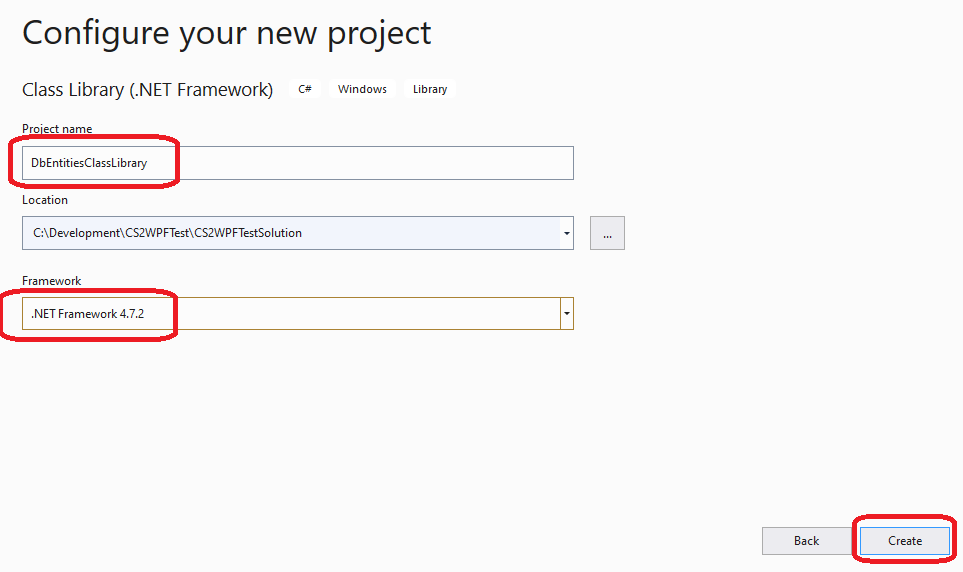 Configure your new project
Class Library (.NET Framework) C# Windows Library
Project name
DbEntitiesClassLibrary
Location
C:\Development\CS2WPFTest\CS2WPFTestSolution
...
Framework
.NET Framework 4.7.2
Back Create